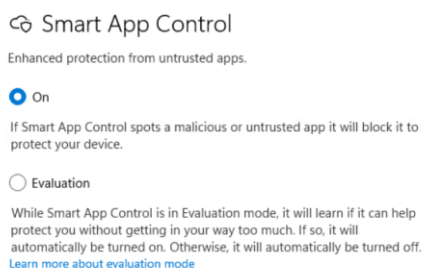 Smart App Control
Enhanced protection from untrusted apps.
On
If Smart App Control spots a malicious or untrusted app it will block it to
protect your device.
Evaluation
While Smart App Control is in Evaluation mode, it will learn if it can help
protect you without getting in your way too much. If so, it will
automatically be turned on. Otherwise, it will automatically be turned off.
Learn more about evaluation mode